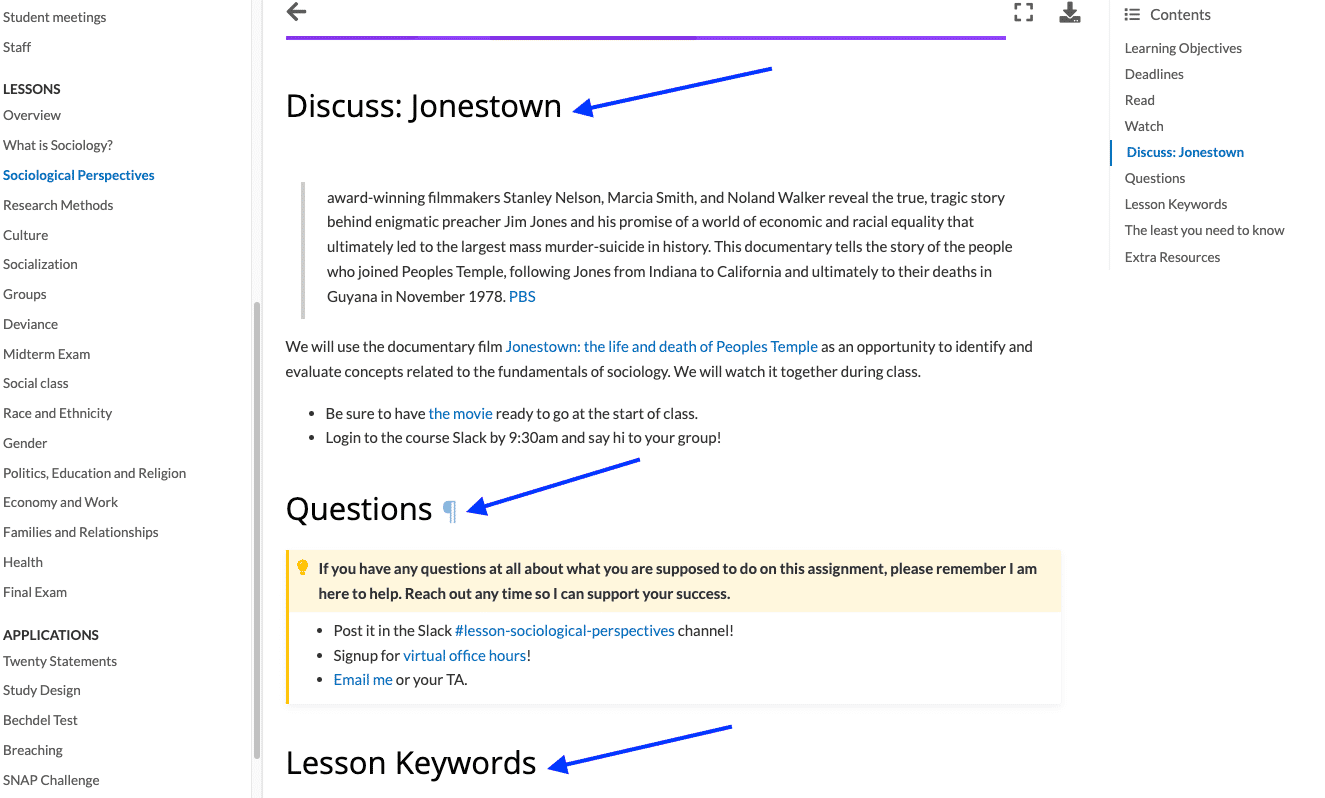 Student meetings
Staff
LESSONS
Overview
What is Sociology?
Sociological Perspectives
Research Methods
Culture
Socialization
Groups
Deviance
Midterm Exam
Social class
Race and Ethnicity
Gender
Politics, Education and Religion
Economy and Work
Families and Relationships
Health
Final Exam
APPLICATIONS
Twenty Statements
Study Design
Bechdel Test
Breaching
SNAP Challenge
Discuss: Jonestown
award-winning filmmakers Stanley Nelson, Marcia Smith, and Noland Walker reveal the true, tragic story
behind enigmatic preacher Jim Jones and his promise of a world of economic and racial equality that
ultimately led to the largest mass murder-suicide in history. This documentary tells the story of the people
who joined Peoples Temple, following Jones from Indiana to California and ultimately to their deaths in
Guyana in November 1978. PBS
We will use the documentary film Jonestown: the life and death of Peoples Temple as an opportunity to identify and
evaluate concepts related to the fundamentals of sociology. We will watch it together during class.
• Be sure to have the movie ready to go at the start of class.
• Login to the course Slack by 9:30am and say hi to your group!
Questions ¶
If you have any questions at all about what you are supposed to do on this assignment, please remember I am
here to help. Reach out any time so I can support your success.
• Post it in the Slack #lesson-sociological-perspectives channel!
• Signup for virtual office hours!
• Email me or your TA.
Lesson Keywords
Contents
Learning Objectives
Deadlines
Read
Watch
Discuss: Jonestown
Questions
Lesson Keywords
The least you need to know
Extra Resources